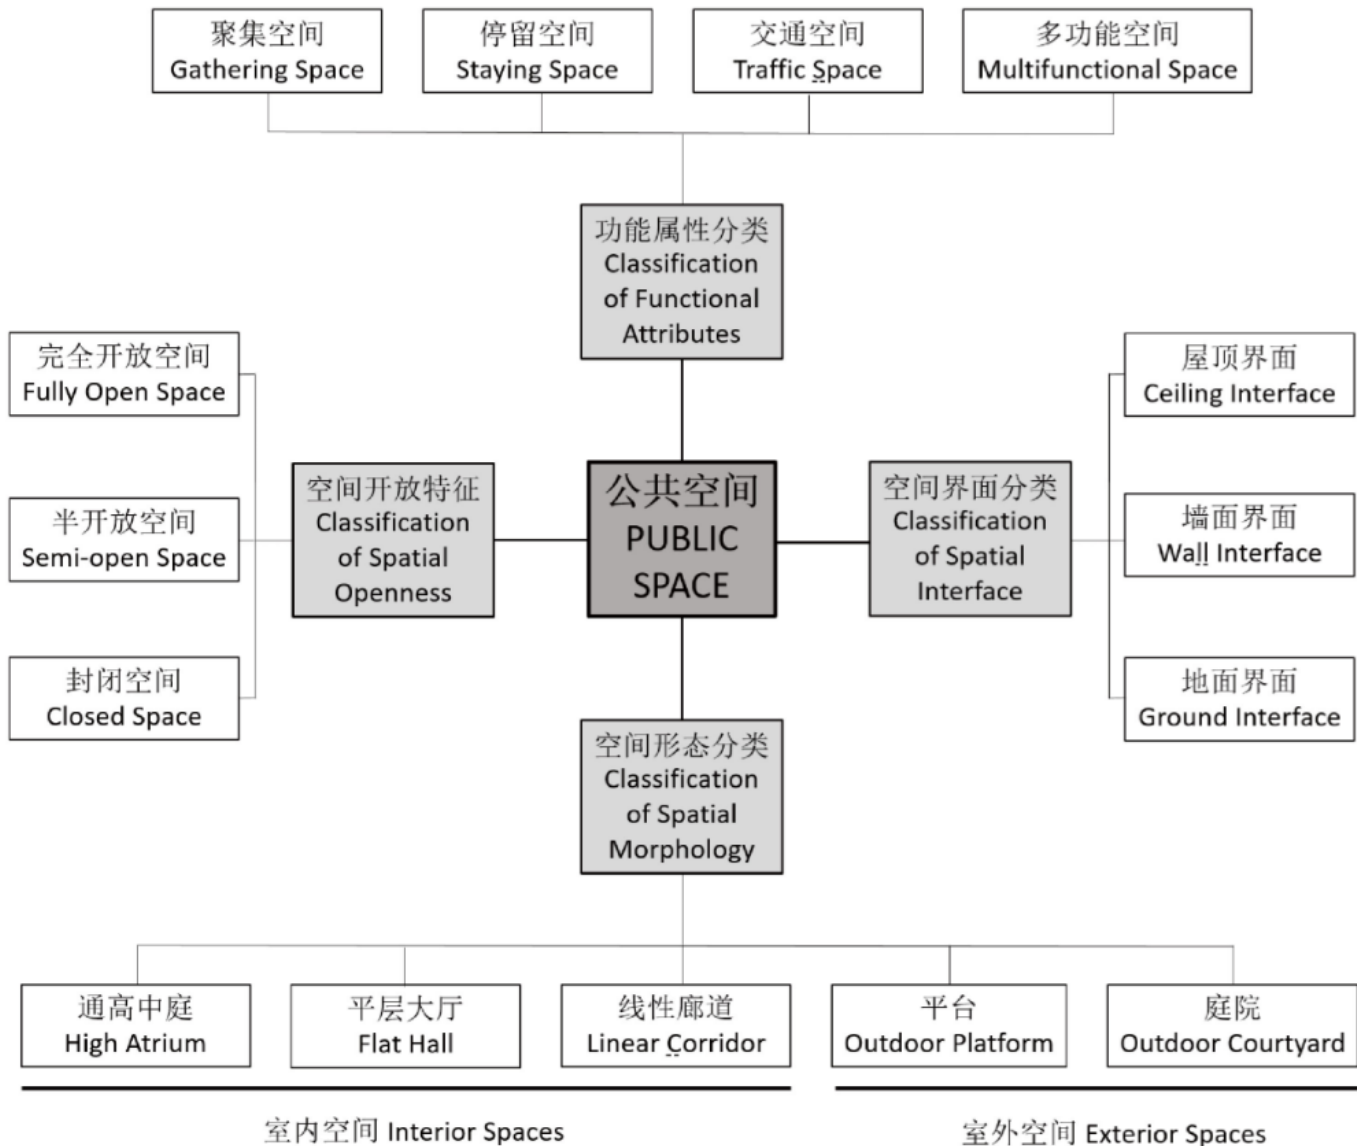 聚集空间
Gathering Space
停留空间
Staying Space
交通空间
Traffic Space
多功能空间
Multifunctional Space
功能属性分类
Classification
of Functional
Attributes
完全开放空间
Fully Open Space
半开放空间
Semi-open Space
封闭空间
Closed Space
空间开放特征
Classification
of Spatial
Openness
公共空间
PUBLIC
SPACE
空间界面分类
Classification
of Spatial
Interface
屋顶界面
Ceiling Interface
墙面界面
Wall Interface
地面界面
Ground Interface
空间形态分类
Classification
of Spatial
Morphology
通高中庭
High Atrium
平层大厅
Flat Hall
线性廊道
Linear Corridor
平台
Outdoor Platform
庭院
Outdoor Courtyard
室内空间 Interior Spaces
室外空间 Exterior Spaces